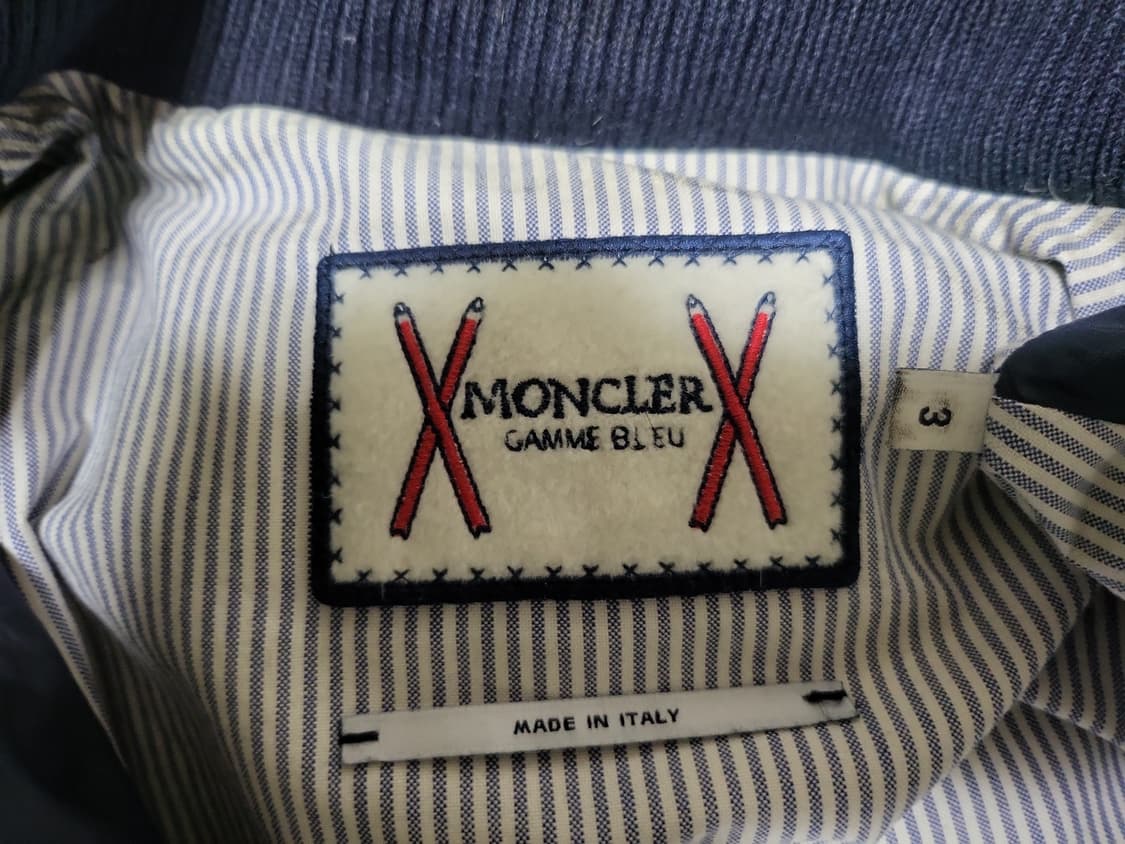 MONCLER
GAMME BLEU
3
MADE IN ITALY